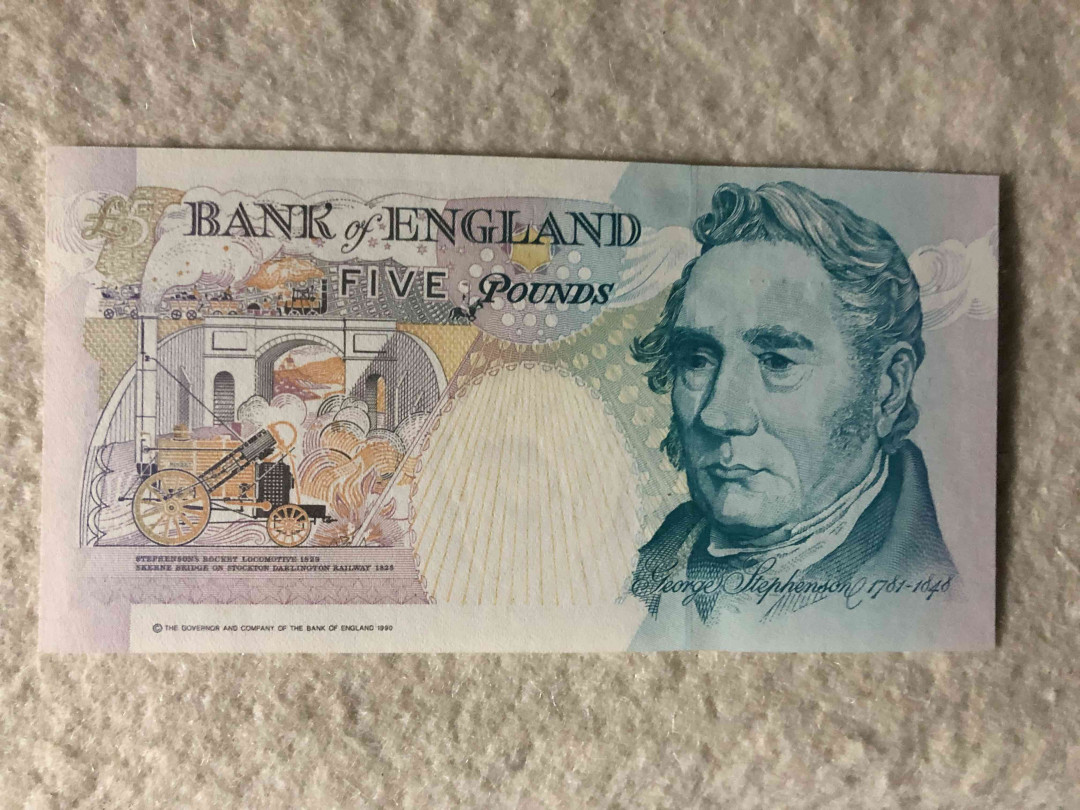 £5
BANK of ENGLAND
FIVE POUNDS
STEPHENSON'S ROCKET LOCOMOTIVE 1829
SKERNE BRIDGE ON STOCKTON DARLINGTON RAILWAY 1825
George Stephenson 1781-1848
© THE GOVERNOR AND COMPANY OF THE BANK OF ENGLAND 1990